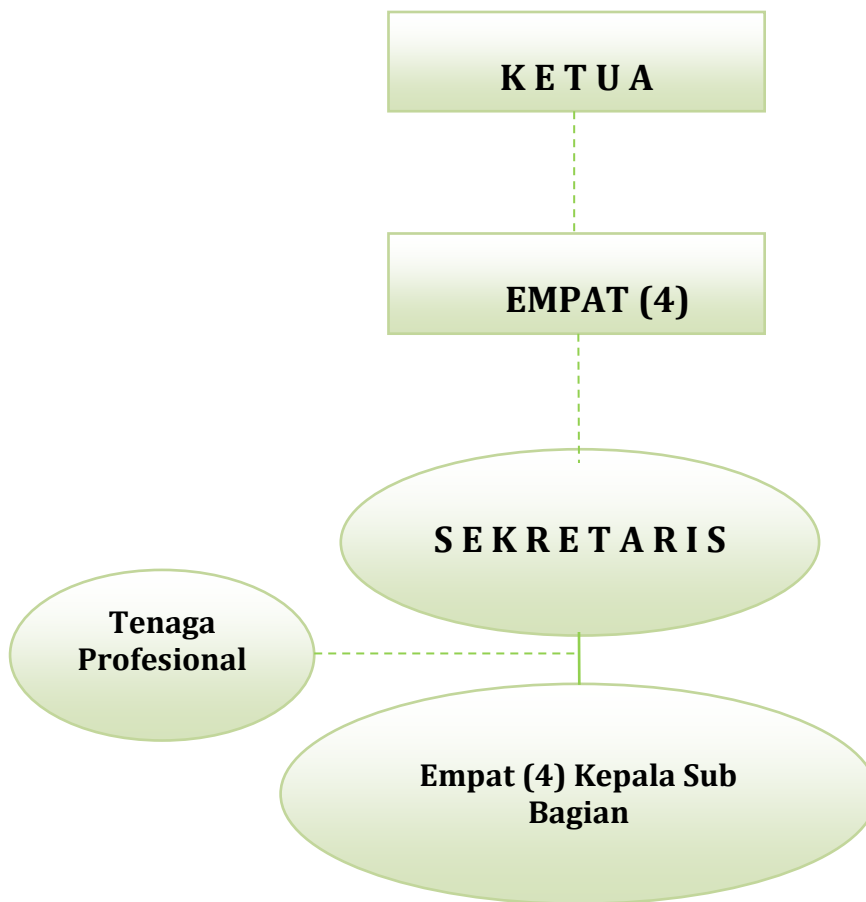 K E T U A
EMPAT (4)
S E K R E T A R I S
Tenaga
Profesional
Empat (4) Kepala Sub
Bagian